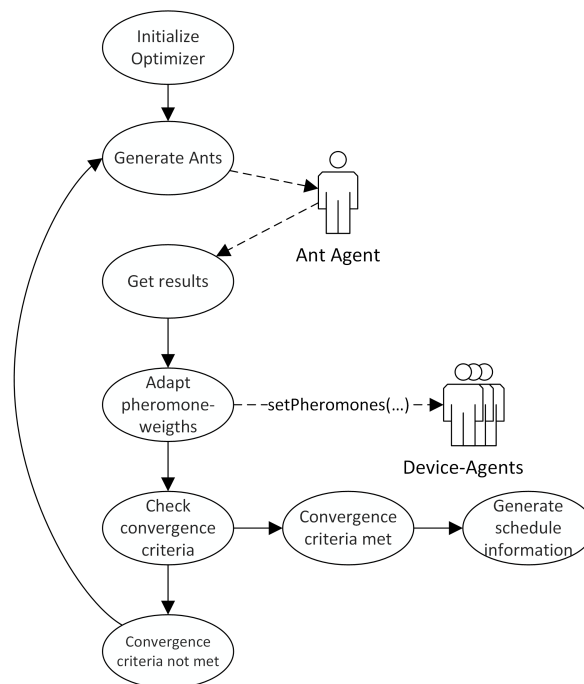 Initialize
Optimizer
Generate Ants
Ant Agent
Get results
Adapt
pheromone-
weigths
setPheromones(...)
Device-Agents
Check
convergence
criteria
Convergence
criteria met
Generate
schedule
information
Convergence
criteria not met